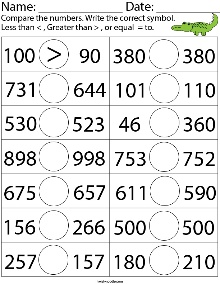 Name: Date:
Compare the numbers. Write the correct symbol.
Less than < , Greater than > , or equal = to.
100 > 90 380 380
731 644 101 110
530 523 46 360
898 998 753 752
675 657 611 590
156 266 500 500
257 157 180 210